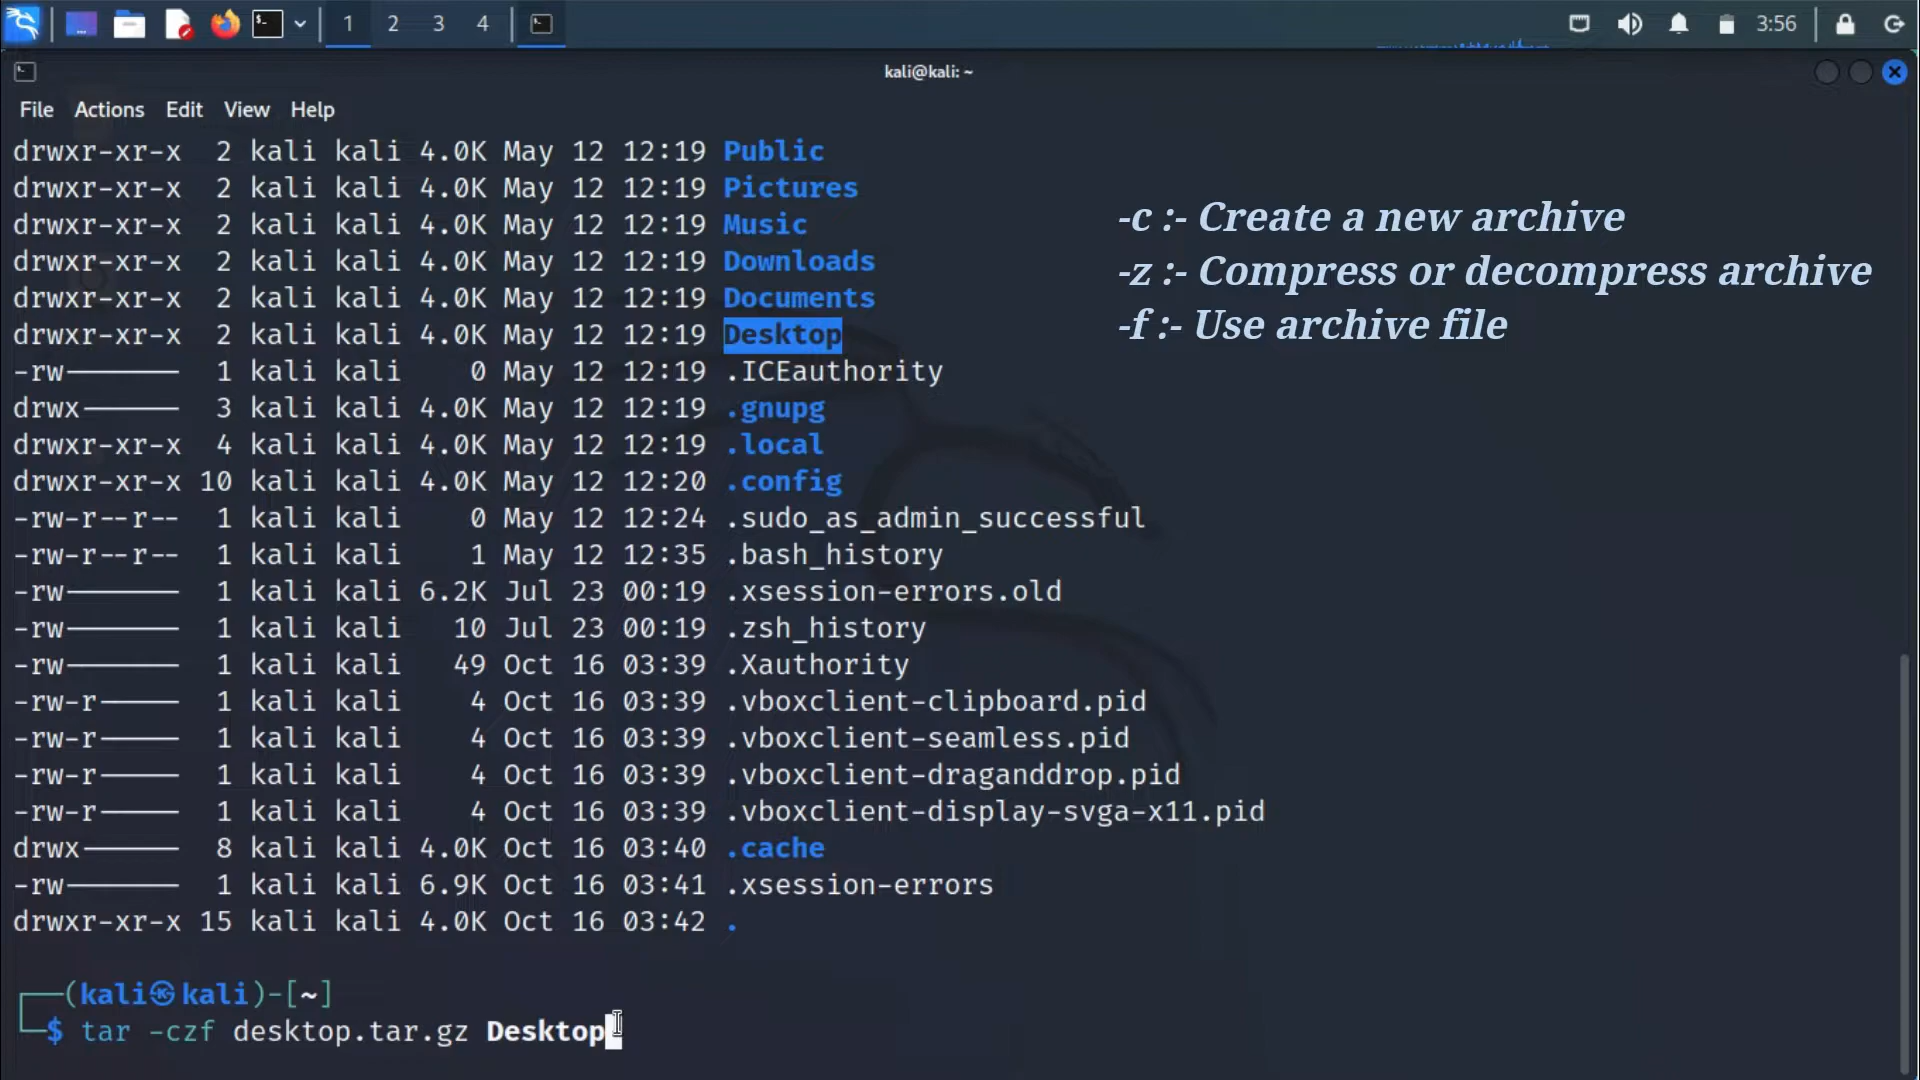 1 2 3 4 3:56
kali@kali: ~
File Actions Edit View Help
drwxr-xr-x 2 kali kali 4.0K May 12 12:19 Public
drwxr-xr-x 2 kali kali 4.0K May 12 12:19 Pictures
drwxr-xr-x 2 kali kali 4.0K May 12 12:19 Music
drwxr-xr-x 2 kali kali 4.0K May 12 12:19 Downloads
drwxr-xr-x 2 kali kali 4.0K May 12 12:19 Documents
drwxr-xr-x 2 kali kali 4.0K May 12 12:19 Desktop
-rw------- 1 kali kali 0 May 12 12:19 .ICEauthority
drwx------ 3 kali kali 4.0K May 12 12:19 .gnupg
drwxr-xr-x 4 kali kali 4.0K May 12 12:19 .local
drwxr-xr-x 10 kali kali 4.0K May 12 12:20 .config
-rw-r--r-- 1 kali kali 0 May 12 12:24 .sudo_as_admin_successful
-rw-r--r-- 1 kali kali 1 May 12 12:35 .bash_history
-rw------- 1 kali kali 6.2K Jul 23 00:19 .xsession-errors.old
-rw------- 1 kali kali 10 Jul 23 00:19 .zsh_history
-rw------- 1 kali kali 49 Oct 16 03:39 .Xauthority
-rw-r----- 1 kali kali 4 Oct 16 03:39 .vboxclient-clipboard.pid
-rw-r----- 1 kali kali 4 Oct 16 03:39 .vboxclient-seamless.pid
-rw-r----- 1 kali kali 4 Oct 16 03:39 .vboxclient-draganddrop.pid
-rw-r----- 1 kali kali 4 Oct 16 03:39 .vboxclient-display-svga-x11.pid
drwx------ 8 kali kali 4.0K Oct 16 03:40 .cache
-rw------- 1 kali kali 6.9K Oct 16 03:41 .xsession-errors
drwxr-xr-x 15 kali kali 4.0K Oct 16 03:42 .
┌──(kali㉿kali)-[~]
└─$ tar -czf desktop.tar.gz Desktop
-c :- Create a new archive
-z :- Compress or decompress archive
-f :- Use archive file